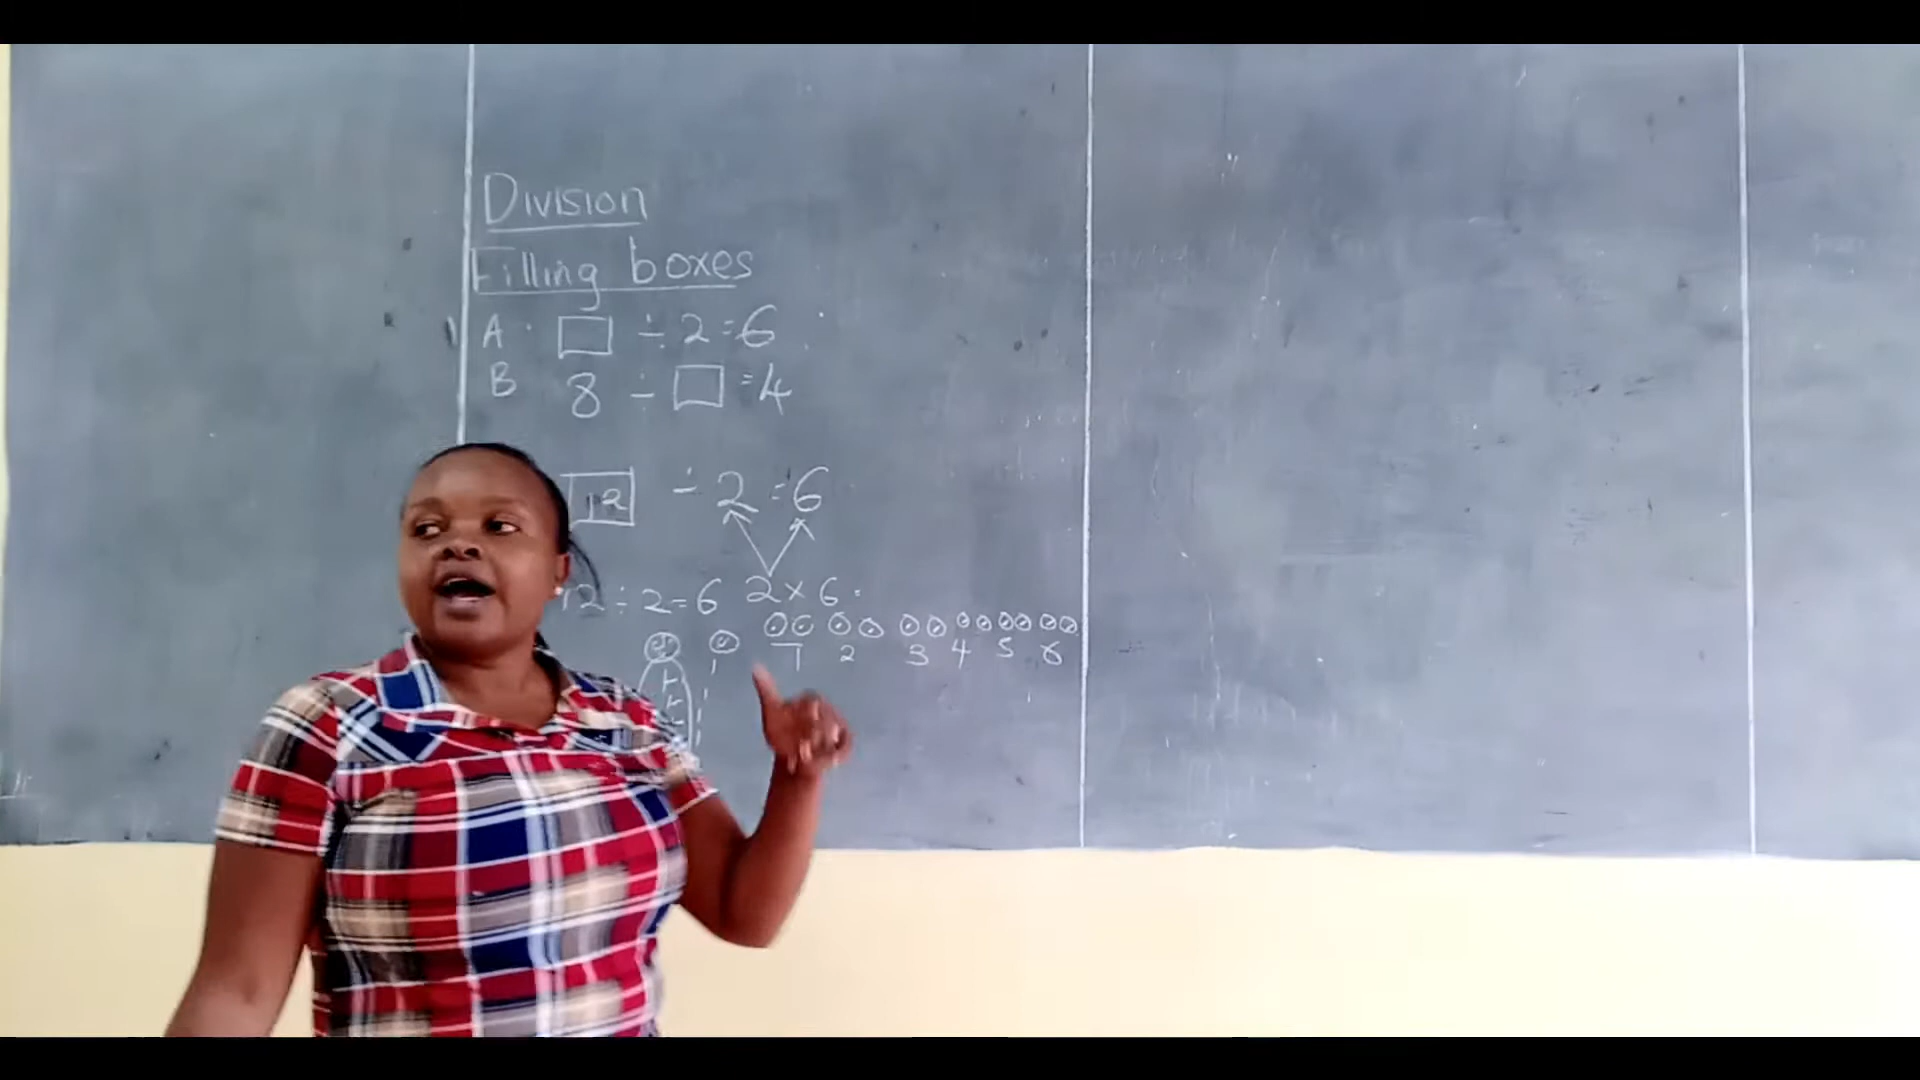 Division
Filling boxes
A. □ ÷ 2 = 6
B 8 ÷ □ = 4
12 ÷ 2 = 6
12 ÷ 2 = 6 2 × 6
1 2 3 4 5 6